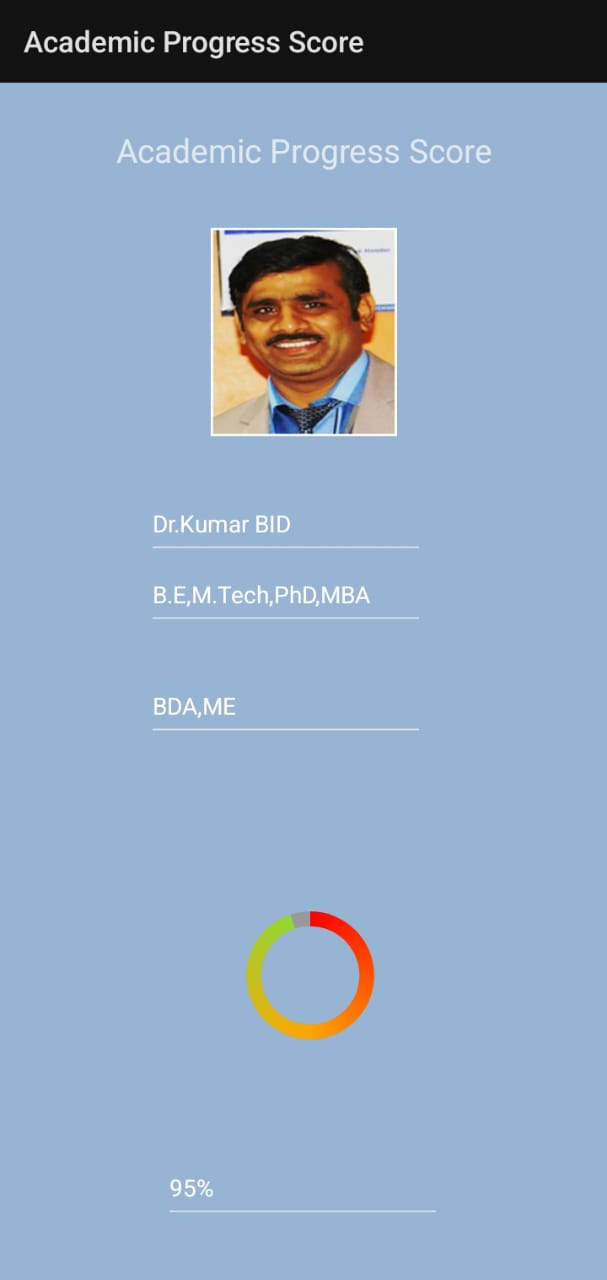 Academic Progress Score
Academic Progress Score
Dr.Kumar BID
B.E,M.Tech,PhD,MBA
BDA,ME
95%